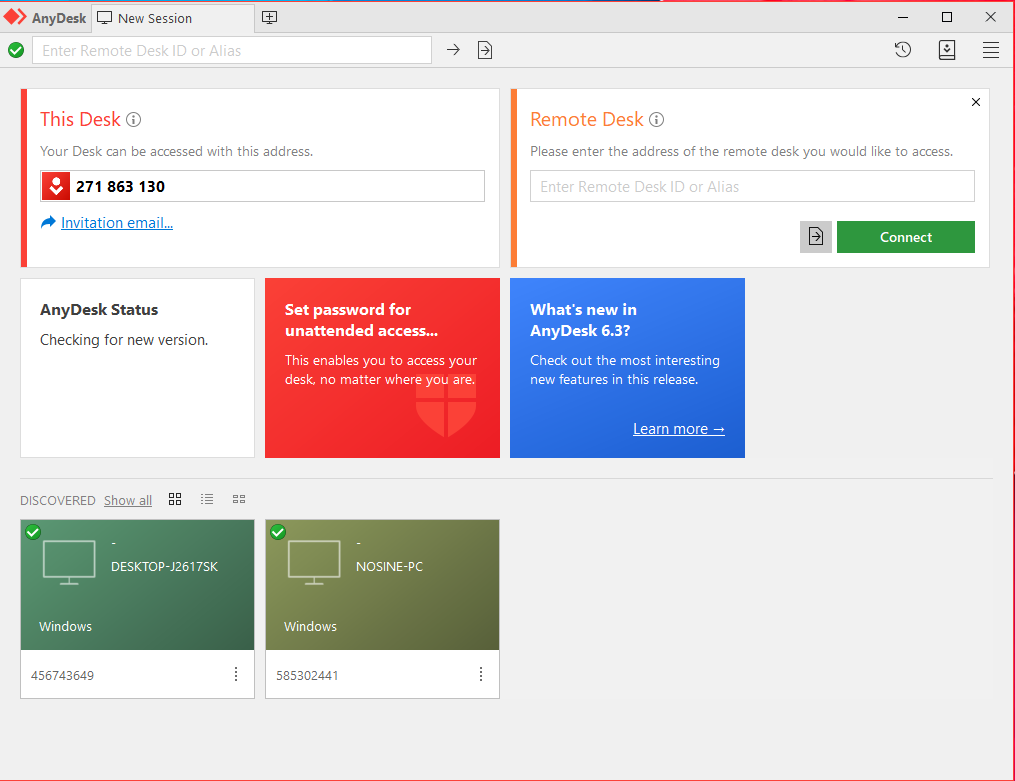 AnyDesk
New Session
Enter Remote Desk ID or Alias
This Desk
Your Desk can be accessed with this address.
271 863 130
Invitation email...
Remote Desk
Please enter the address of the remote desk you would like to access.
Enter Remote Desk ID or Alias
Connect
AnyDesk Status
Checking for new version.
Set password for
unattended access...
This enables you to access your
desk, no matter where you are.
What's new in
AnyDesk 6.3?
Check out the most interesting
new features in this release.
Learn more →
DISCOVERED Show all
-
DESKTOP-J2617SK
Windows
456743649
-
NOSINE-PC
Windows
585302441